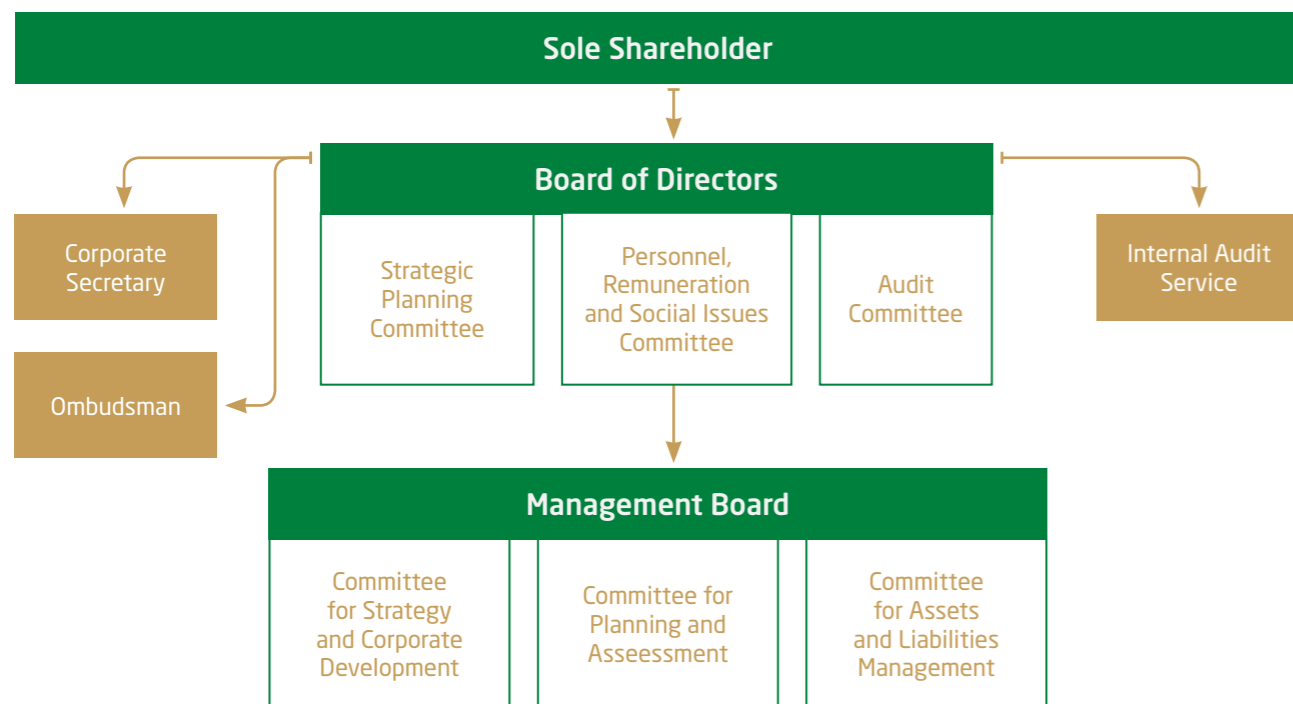 Sole Shareholder
Board of Directors
Corporate
Secretary
Ombudsman
Strategic
Planning
Committee
Personnel,
Remuneration
and Sociial Issues
Committee
Audit
Committee
Internal Audit
Service
Management Board
Committee
for Strategy
and Corporate
Development
Committee for
Planning and
Asseessment
Committee
for Assets
and Liabilities
Management